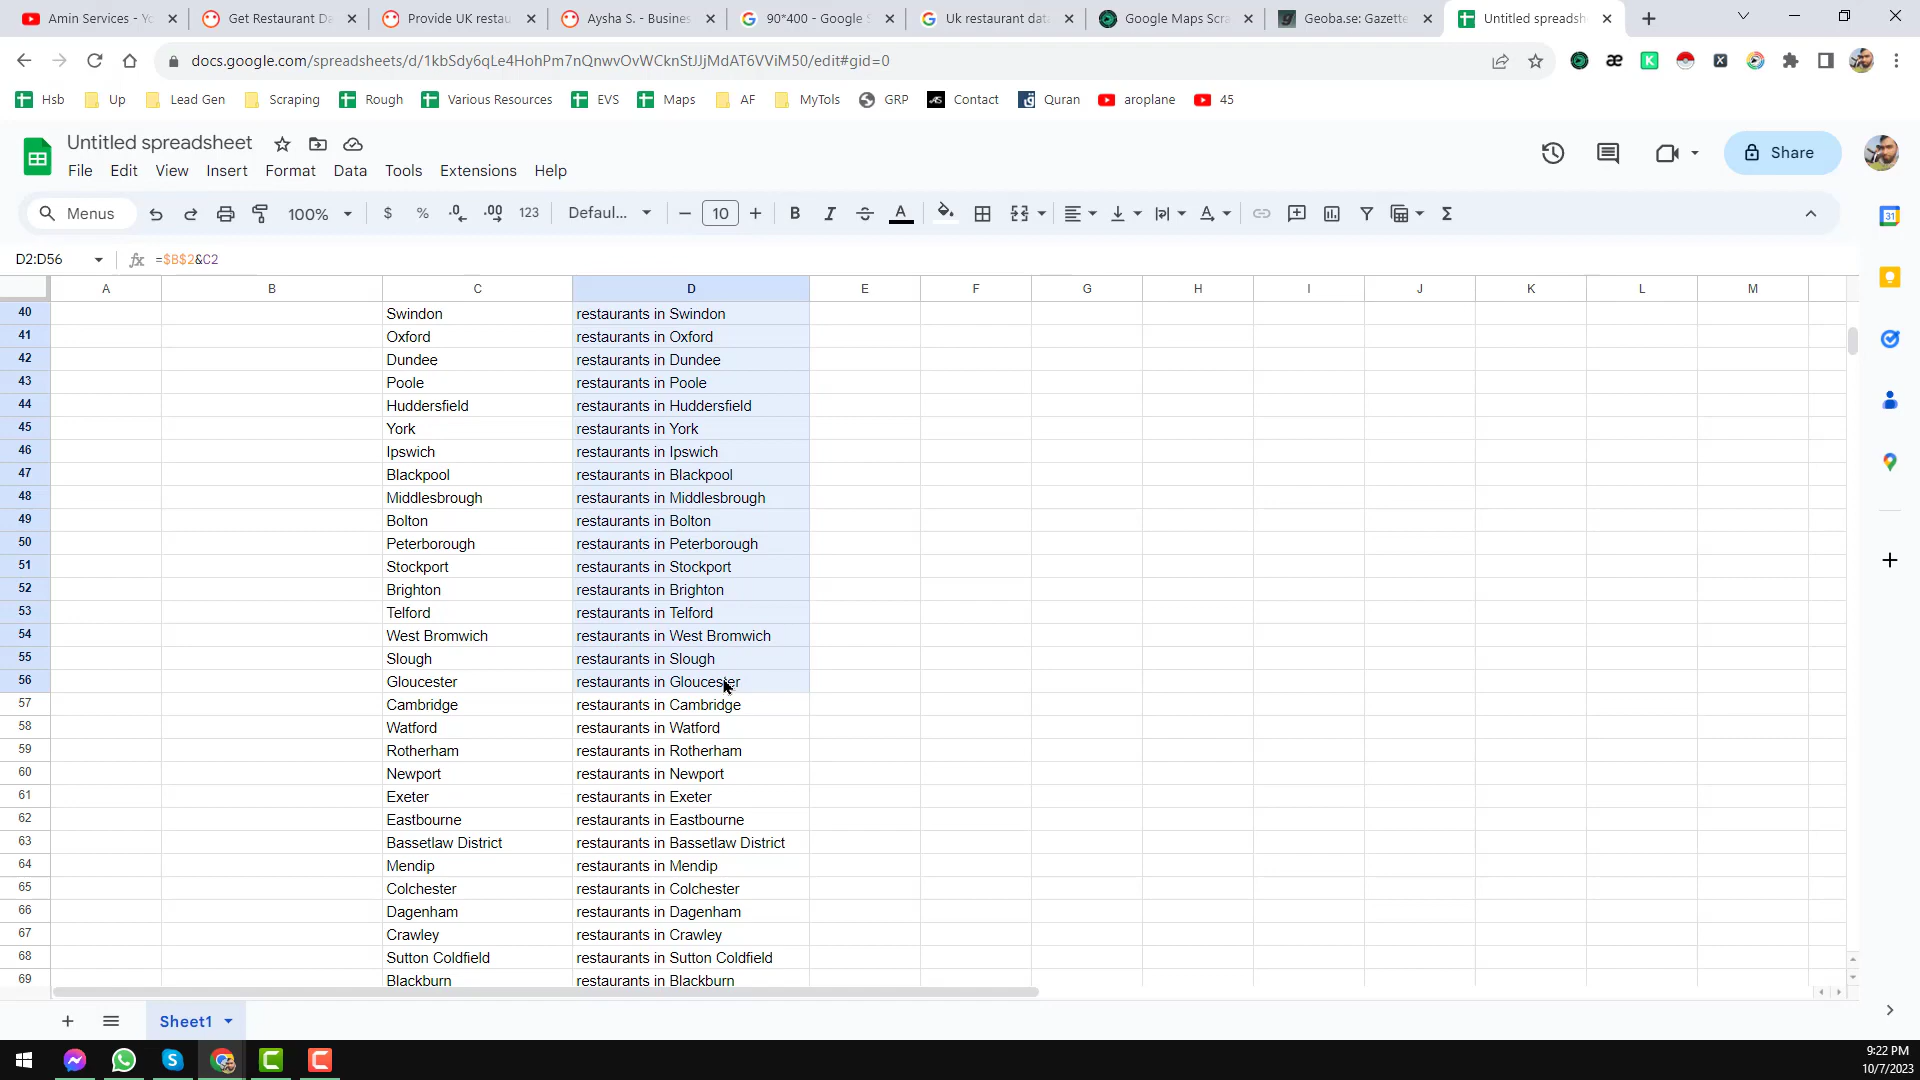 Amin Services - Yo
Get Restaurant Da
Provide UK restau
Aysha S. - Busines
90*400 - Google S
Uk restaurant data
Google Maps Scra
Geoba.se: Gazette
Untitled spreadsh
docs.google.com/spreadsheets/d/1kbSdy6qLe4HohPm7nQnwvOvWCknStJJjMdAT6VViM50/edit#gid=0
Hsb
Up
Lead Gen
Scraping
Rough
Various Resources
EVS
Maps
AF
MyTols
GRP
Contact
Quran
aroplane
45
Untitled spreadsheet
File Edit View Insert Format Data Tools Extensions Help
Share
Menus
100%
$ % .0 .00 123
Defaul...
10
D2:D56
=$B$2&C2
A B C D E F G H I J K L M
40 Swindon restaurants in Swindon
41 Oxford restaurants in Oxford
42 Dundee restaurants in Dundee
43 Poole restaurants in Poole
44 Huddersfield restaurants in Huddersfield
45 York restaurants in York
46 Ipswich restaurants in Ipswich
47 Blackpool restaurants in Blackpool
48 Middlesbrough restaurants in Middlesbrough
49 Bolton restaurants in Bolton
50 Peterborough restaurants in Peterborough
51 Stockport restaurants in Stockport
52 Brighton restaurants in Brighton
53 Telford restaurants in Telford
54 West Bromwich restaurants in West Bromwich
55 Slough restaurants in Slough
56 Gloucester restaurants in Gloucester
57 Cambridge restaurants in Cambridge
58 Watford restaurants in Watford
59 Rotherham restaurants in Rotherham
60 Newport restaurants in Newport
61 Exeter restaurants in Exeter
62 Eastbourne restaurants in Eastbourne
63 Bassetlaw District restaurants in Bassetlaw District
64 Mendip restaurants in Mendip
65 Colchester restaurants in Colchester
66 Dagenham restaurants in Dagenham
67 Crawley restaurants in Crawley
68 Sutton Coldfield restaurants in Sutton Coldfield
69 Blackburn restaurants in Blackburn
Sheet1
9:22 PM
10/7/2023